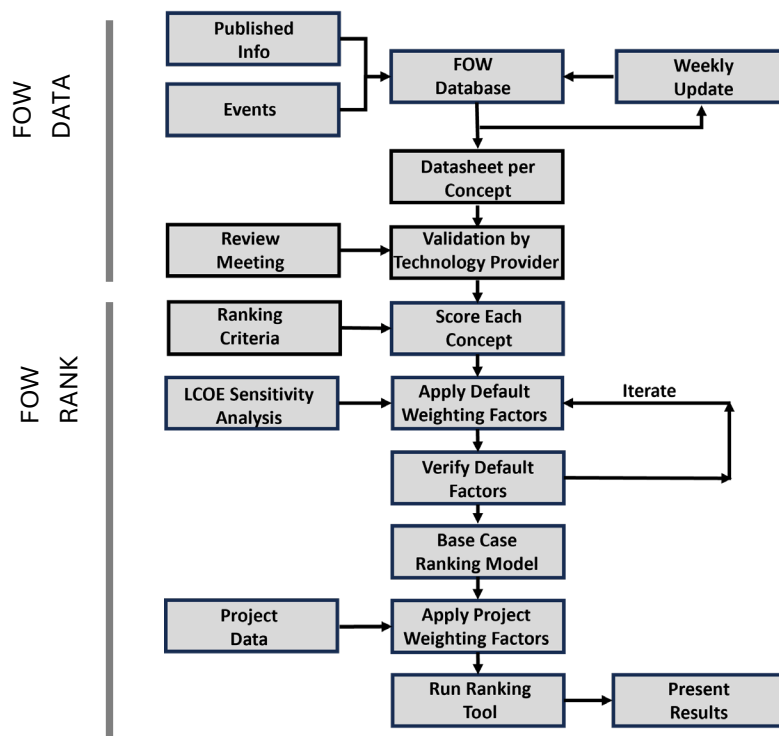 FOW
DATA
Published
Info
Events
FOW
Database
Weekly
Update
Datasheet per
Concept
Review
Meeting
Validation by
Technology Provider
FOW
RANK
Ranking
Criteria
Score Each
Concept
LCOE Sensitivity
Analysis
Apply Default
Weighting Factors
Iterate
Verify Default
Factors
Base Case
Ranking Model
Project
Data
Apply Project
Weighting Factors
Run Ranking
Tool
Present
Results